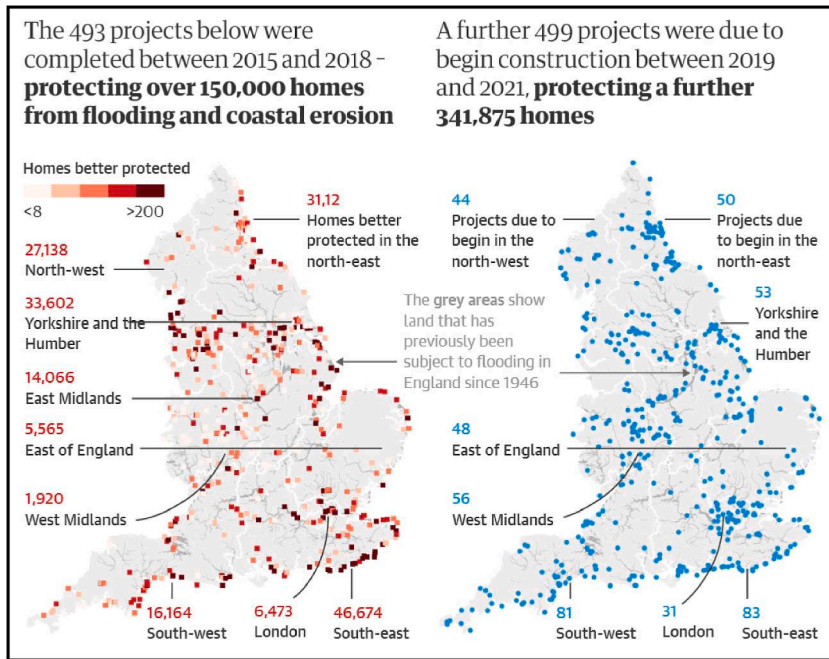 The 493 projects below were
completed between 2015 and 2018 –
protecting over 150,000 homes
from flooding and coastal erosion
Homes better protected
<8
>200
31,12
Homes better
protected in the
north-east
27,138
North-west
33,602
Yorkshire and the
Humber
14,066
East Midlands
5,565
East of England
1,920
West Midlands
16,164
South-west
6,473
London
46,674
South-east
The grey areas show
land that has
previously been
subject to flooding in
England since 1946
A further 499 projects were due to
begin construction between 2019
and 2021, protecting a further
341,875 homes
44
Projects due to
begin in the
north-west
50
Projects due
to begin in the
north-east
53
Yorkshire
and the
Humber
48
East of England
56
West Midlands
81
South-west
31
London
83
South-east